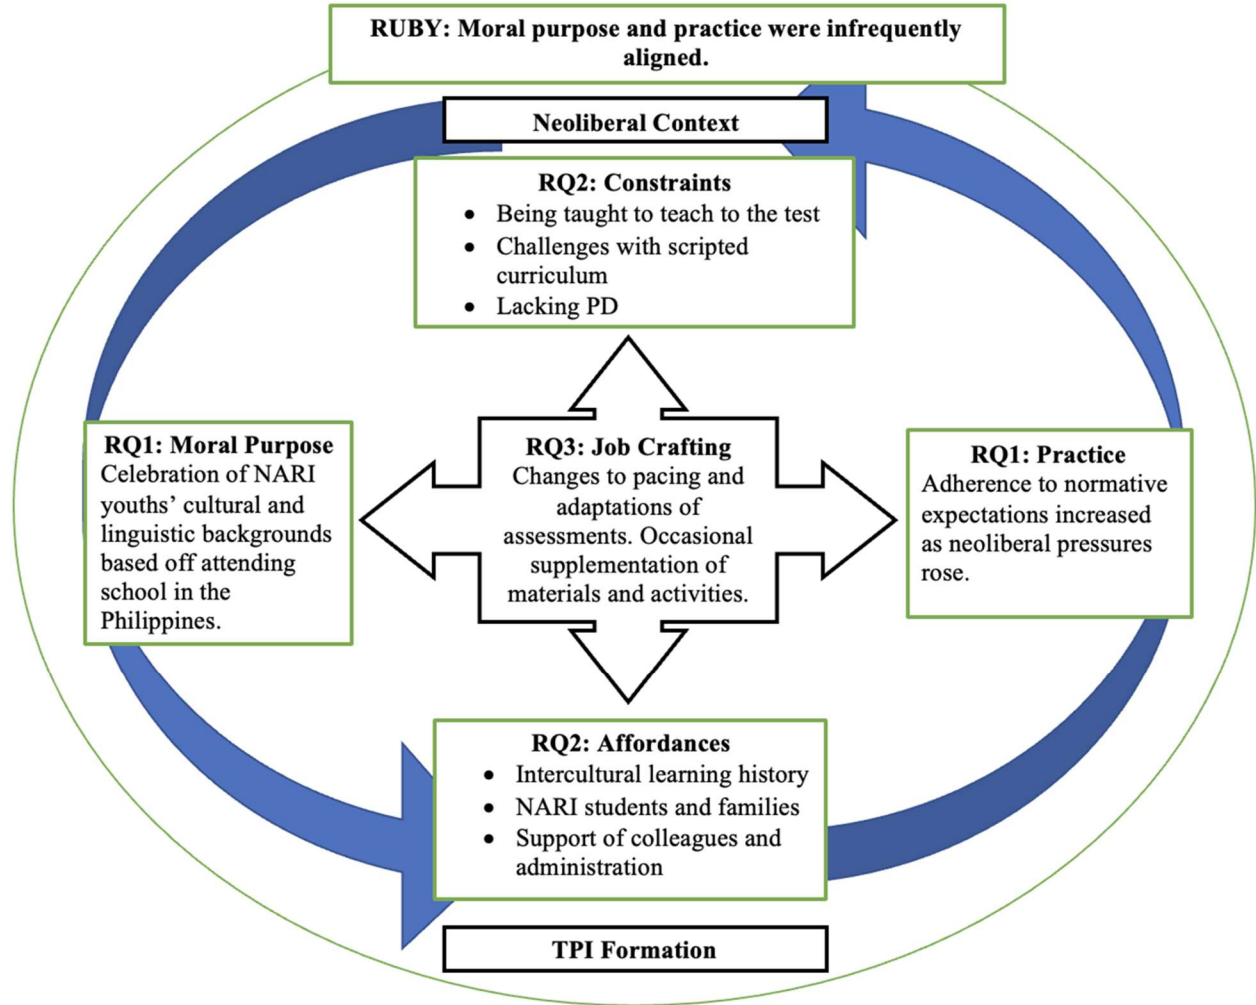 RUBY: Moral purpose and practice were infrequently
aligned.
Neoliberal Context
RQ2: Constraints
• Being taught to teach to the test
• Challenges with scripted
curriculum
• Lacking PD
RQ1: Moral Purpose
Celebration of NARI
youths’ cultural and
linguistic backgrounds
based off attending
school in the
Philippines.
RQ3: Job Crafting
Changes to pacing and
adaptations of
assessments. Occasional
supplementation of
materials and activities.
RQ1: Practice
Adherence to normative
expectations increased
as neoliberal pressures
rose.
RQ2: Affordances
• Intercultural learning history
• NARI students and families
• Support of colleagues and
administration
TPI Formation